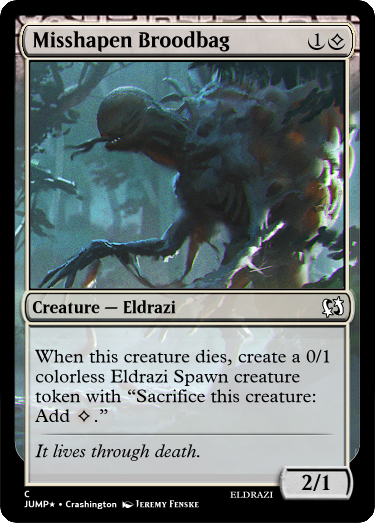 Misshapen Broodbag 1
Creature — Eldrazi
When this creature dies, create a 0/1
colorless Eldrazi Spawn creature
token with “Sacrifice this creature:
Add .”
It lives through death.
2/1
C
ELDRAZI
JUMP★ • Crashington Jeremy Fenske